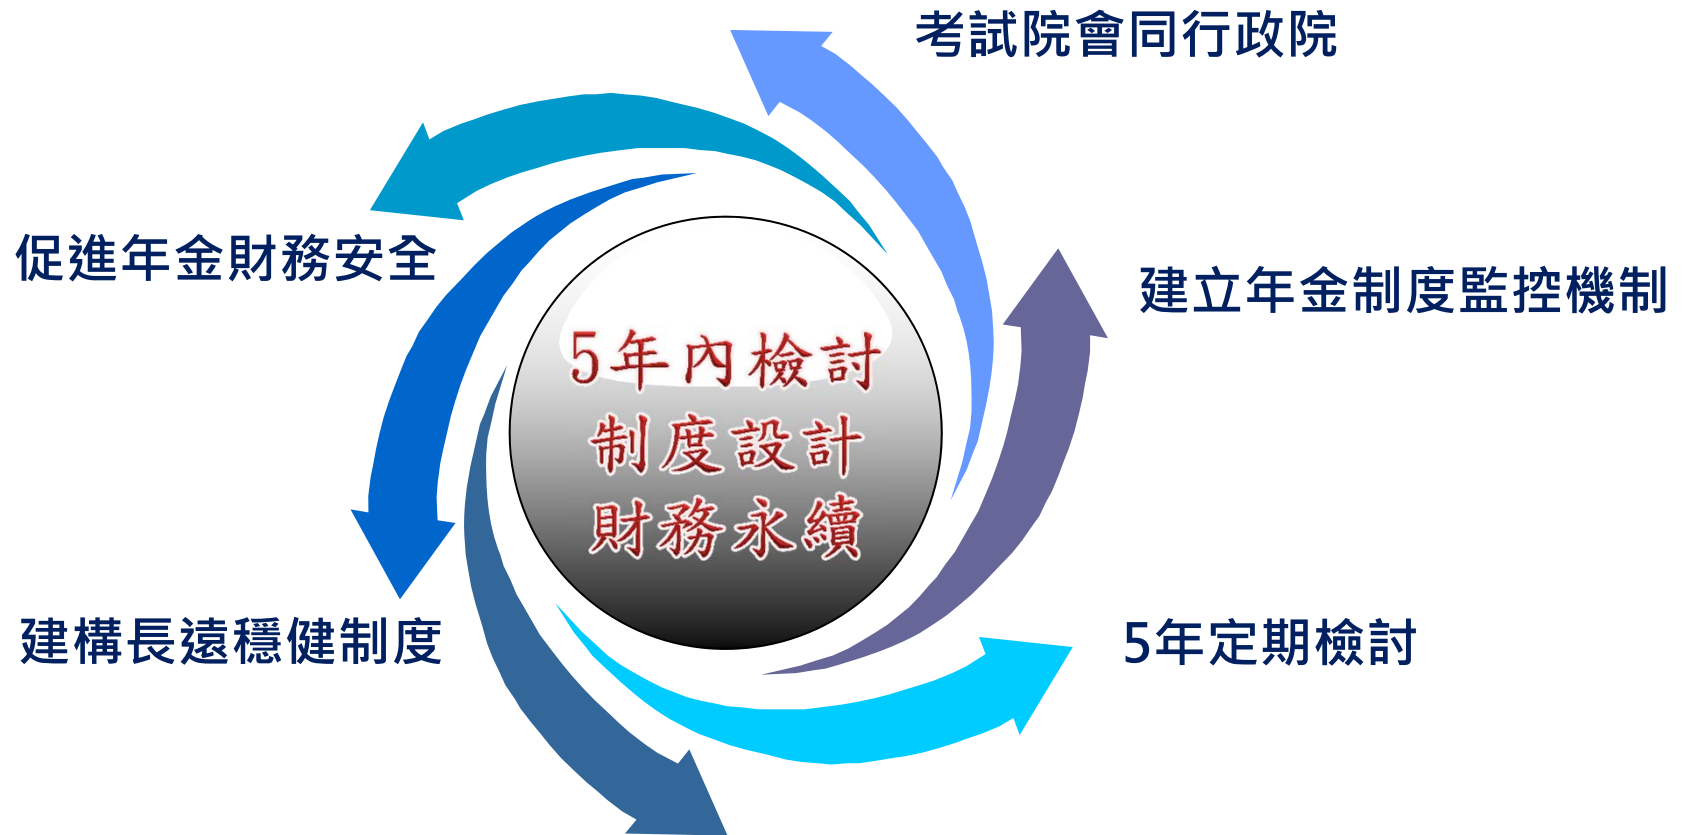 考試院會同行政院
促進年金財務安全
建立年金制度監控機制
5年內檢討
制度設計
財務永續
建構長遠穩健制度
5年定期檢討